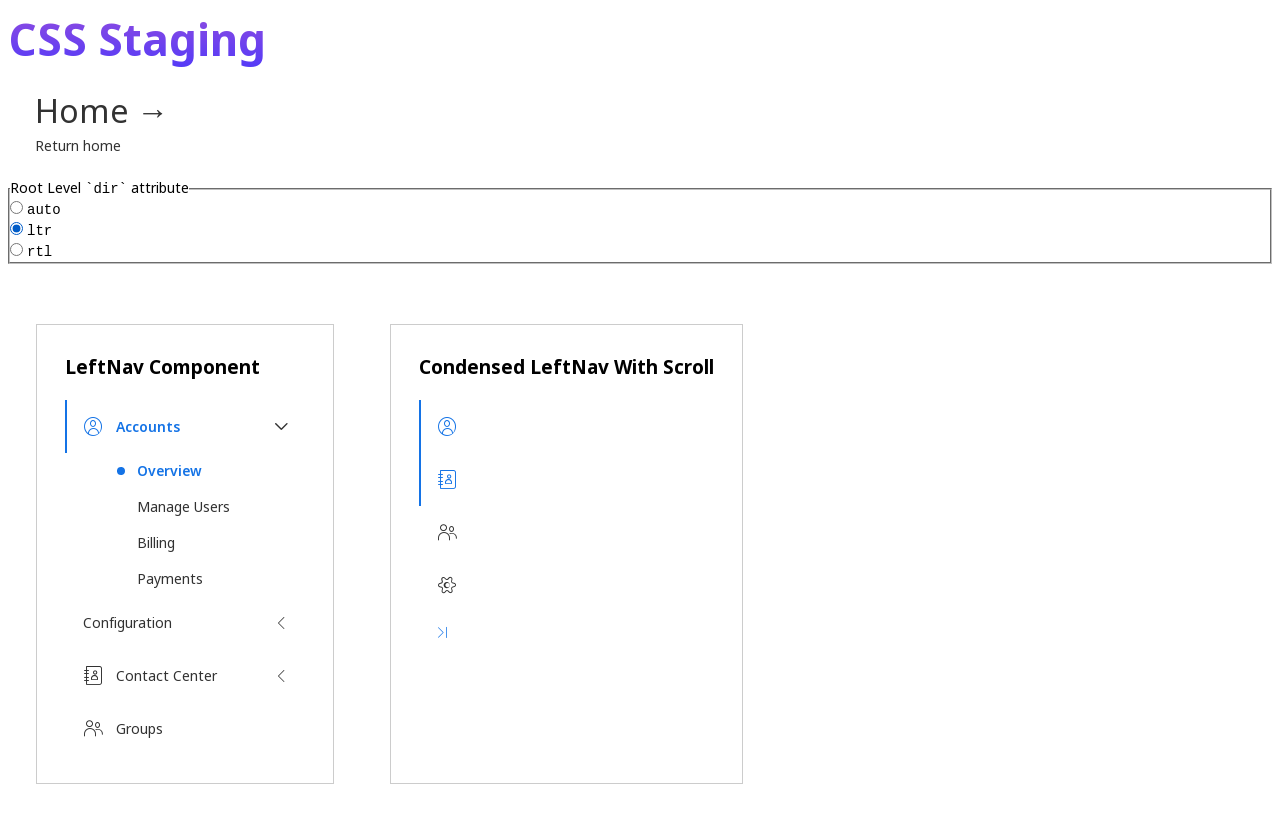 CSS Staging
Home →
Return home
Root Level `dir` attribute
auto
ltr
rtl
LeftNav Component
Accounts
Overview
Manage Users
Billing
Payments
Configuration
Contact Center
Groups
Condensed LeftNav With Scroll